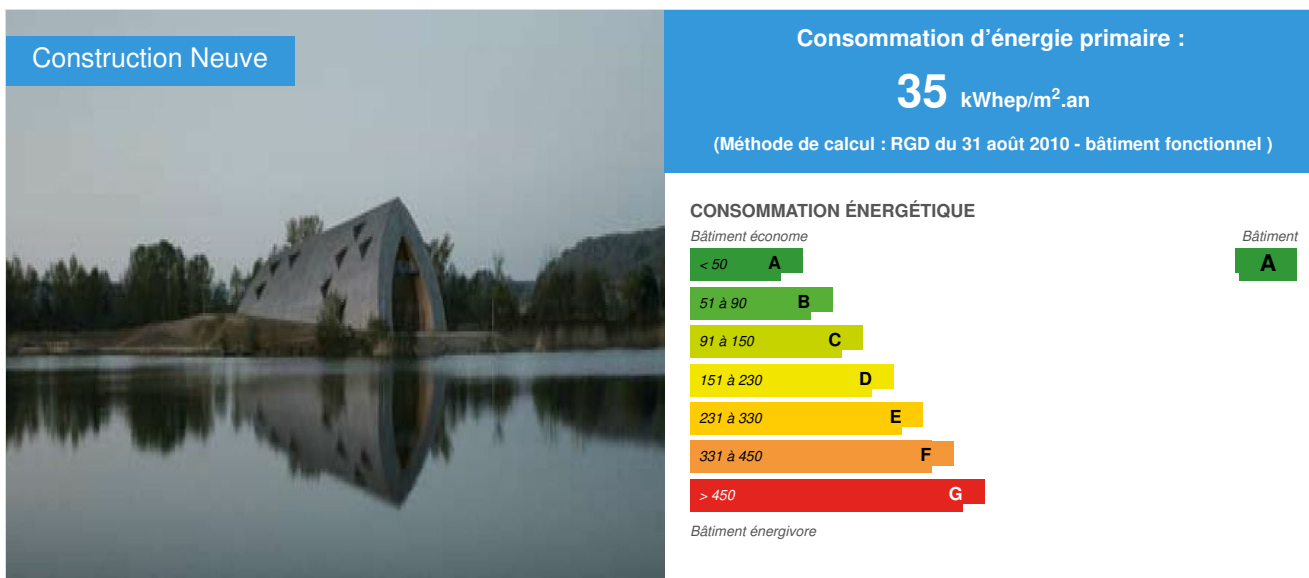 Construction Neuve
Consommation d'énergie primaire :
35 kWhep/m².an
(Méthode de calcul : RGD du 31 août 2010 - bâtiment fonctionnel )
CONSOMMATION ÉNERGÉTIQUE
Bâtiment économe
Bâtiment
< 50 A
A
51 à 90 B
91 à 150 C
151 à 230 D
231 à 330 E
331 à 450 F
> 450 G
Bâtiment énergivore